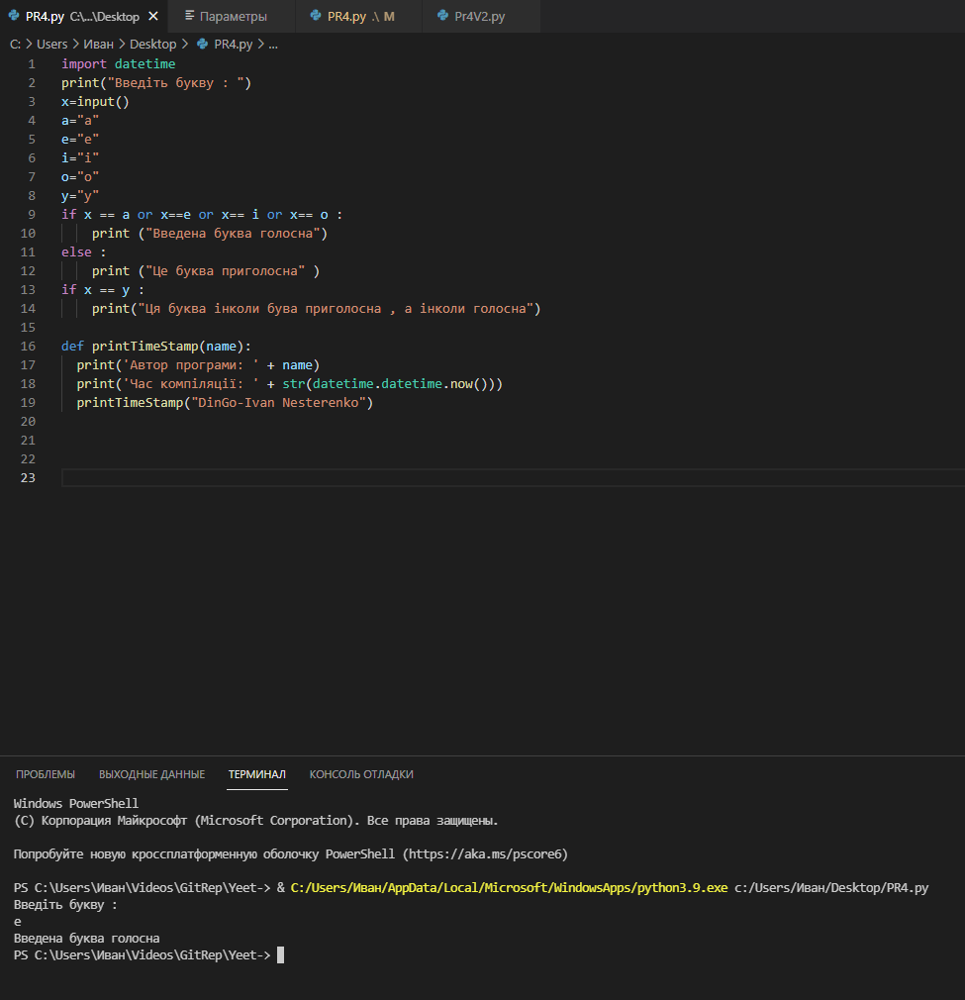 PR4.py C:\...\Desktop Параметры PR4.py .\ M Pr4V2.py
C: > Users > Иван > Desktop > PR4.py > ...
1 import datetime
2 print("Введіть букву : ")
3 x=input()
4 a="a"
5 e="e"
6 i="i"
7 o="o"
8 y="y"
9 if x == a or x==e or x== i or x== o :
10 print ("Введена буква голосна")
11 else :
12 print ("Це буква приголосна" )
13 if x == y :
14 print("Ця буква інколи бува приголосна , а інколи голосна")
15
16 def printTimeStamp(name):
17 print('Автор програми: ' + name)
18 print('Час компіляції: ' + str(datetime.datetime.now()))
19 printTimeStamp("DinGo-Ivan Nesterenko")
20
21
22
23
ПРОБЛЕМЫ ВЫХОДНЫЕ ДАННЫЕ ТЕРМИНАЛ КОНСОЛЬ ОТЛАДКИ
Windows PowerShell
(C) Корпорация Майкрософт (Microsoft Corporation). Все права защищены.
Попробуйте новую кроссплатформенную оболочку PowerShell (https://aka.ms/pscore6)
PS C:\Users\Иван\Videos\GitRep\Yeet-> & C:/Users/Иван/AppData/Local/Microsoft/WindowsApps/python3.9.exe c:/Users/Иван/Desktop/PR4.py
Введіть букву :
e
Введена буква голосна
PS C:\Users\Иван\Videos\GitRep\Yeet->